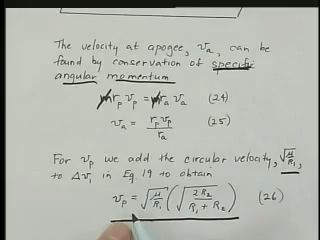 The velocity at apogee, va, can be
found by conservation of specific
angular momentum
m rp vp = m ra va (24)
va = rp vp / ra (25)
For vp we add the circular velocity, √(μ/R1),
to Δv1 in Eq. 19 to obtain
vp = √(μ/R1) (√(2R2/(R1 + R2))) (26)